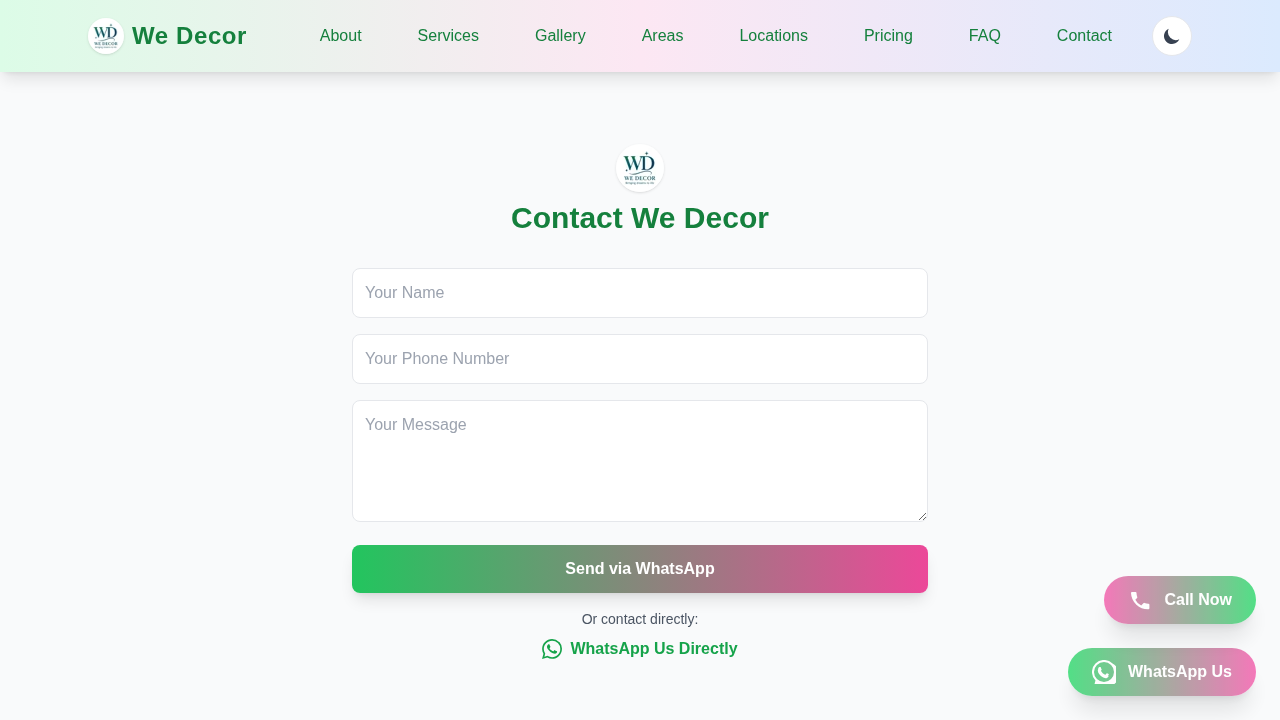 WD
WE DECOR
We Decor
About
Services
Gallery
Areas
Locations
Pricing
FAQ
Contact
WD
WE DECOR
Contact We Decor
Your Name
Your Phone Number
Your Message
Send via WhatsApp
Or contact directly:
WhatsApp Us Directly
Call Now
WhatsApp Us